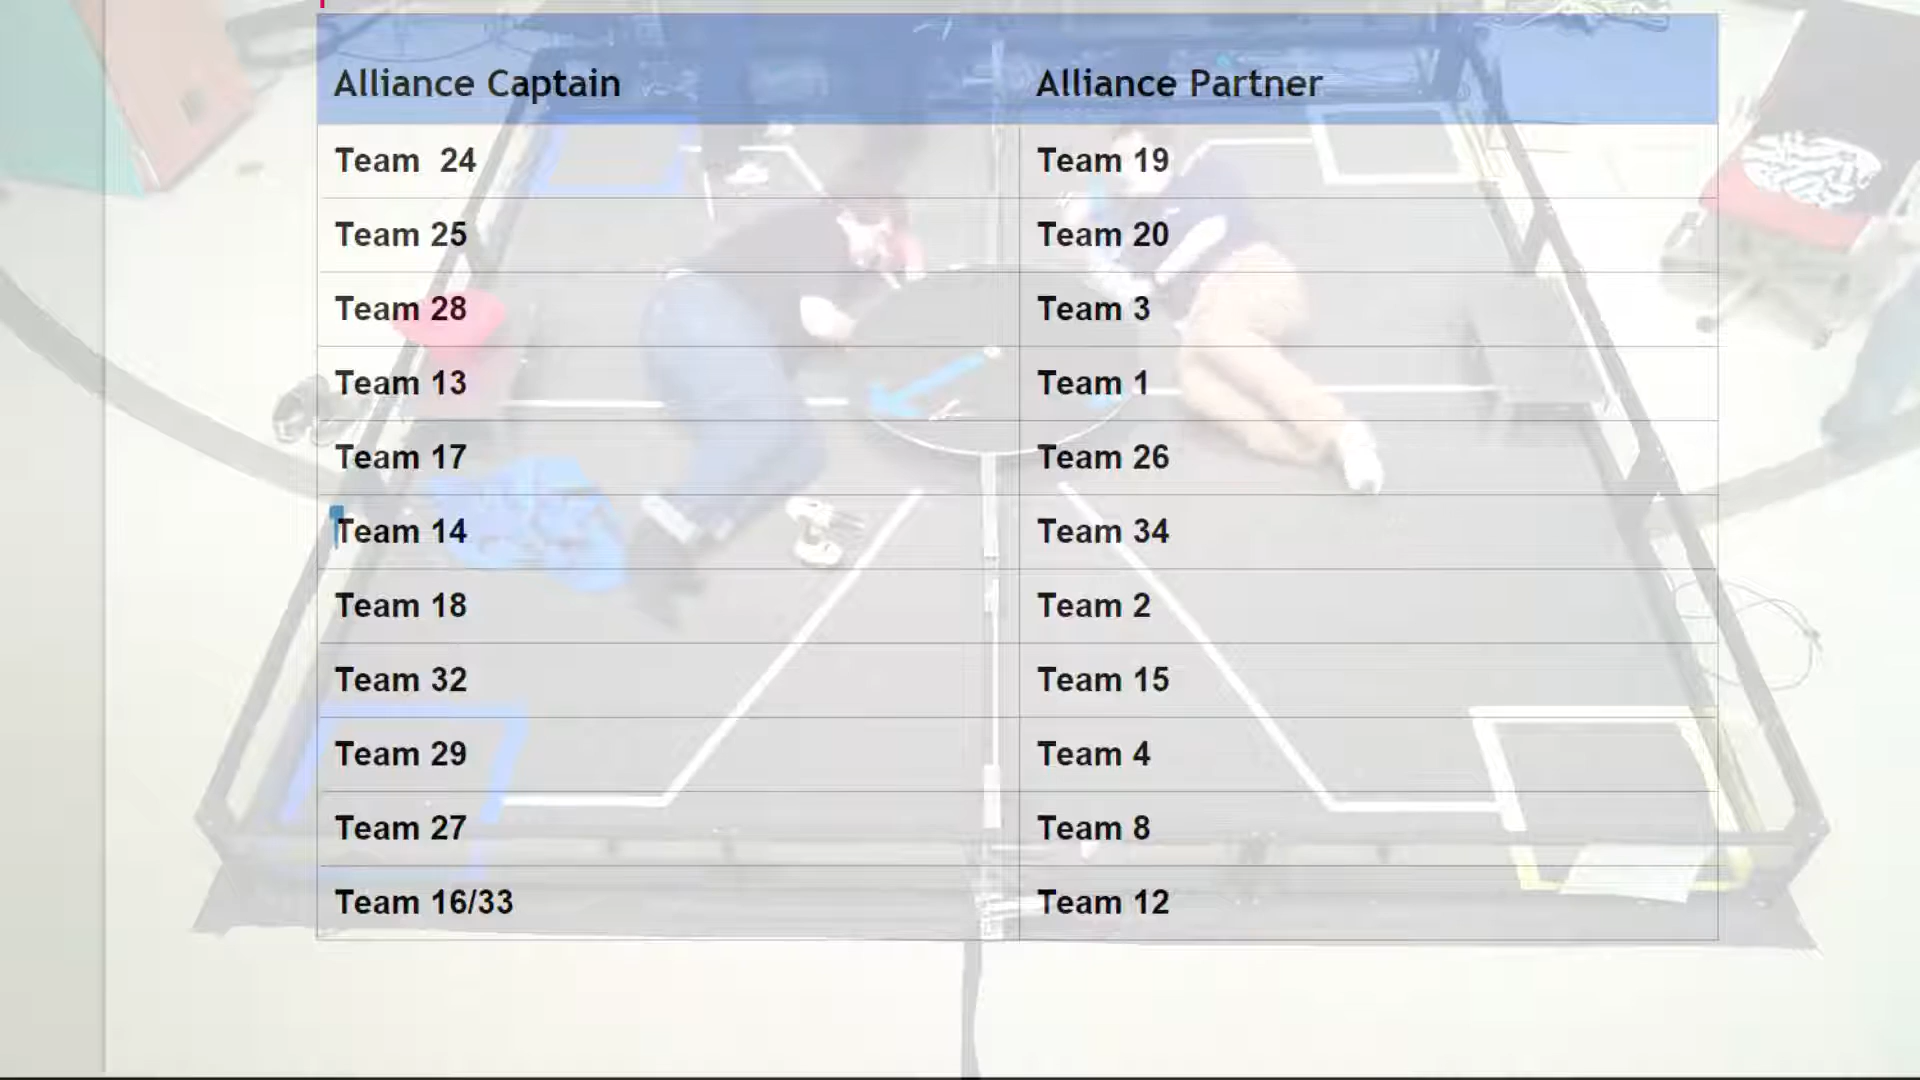 Alliance Captain Alliance Partner
Team 24 Team 19
Team 25 Team 20
Team 28 Team 3
Team 13 Team 1
Team 17 Team 26
Team 14 Team 34
Team 18 Team 2
Team 32 Team 15
Team 29 Team 4
Team 27 Team 8
Team 16/33 Team 12